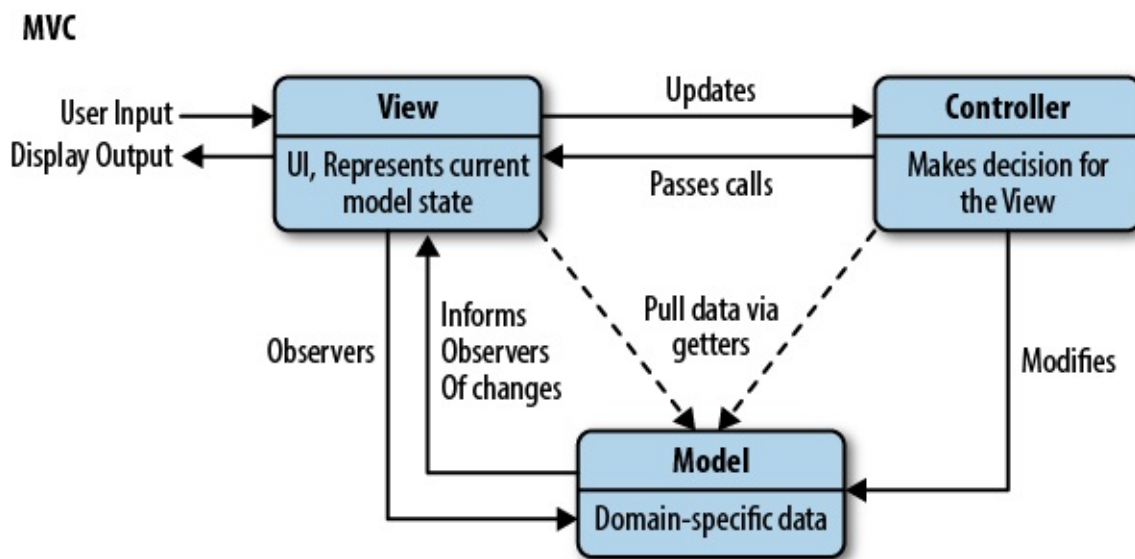 MVC
User Input
Display Output
View
UI, Represents current
model state
Updates
Passes calls
Controller
Makes decision for
the View
Observers
Informs
Observers
Of changes
Pull data via
getters
Modifies
Model
Domain-specific data